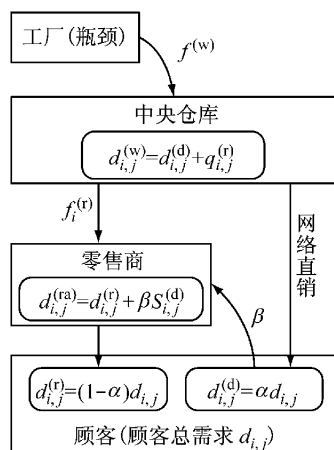 工厂(瓶颈)
f^{(w)}
中央仓库
d_{i,j}^{(w)}=d_{i,j}^{(d)}+q_{i,j}^{(r)}
f_i^{(r)}
网络直销
零售商
d_{i,j}^{(ra)}=d_{i,j}^{(r)}+βS_{i,j}^{(d)}
β
d_{i,j}^{(r)}=(1-α)d_{i,j}
d_{i,j}^{(d)}=αd_{i,j}
顾客(顾客总需求 d_{i,j})